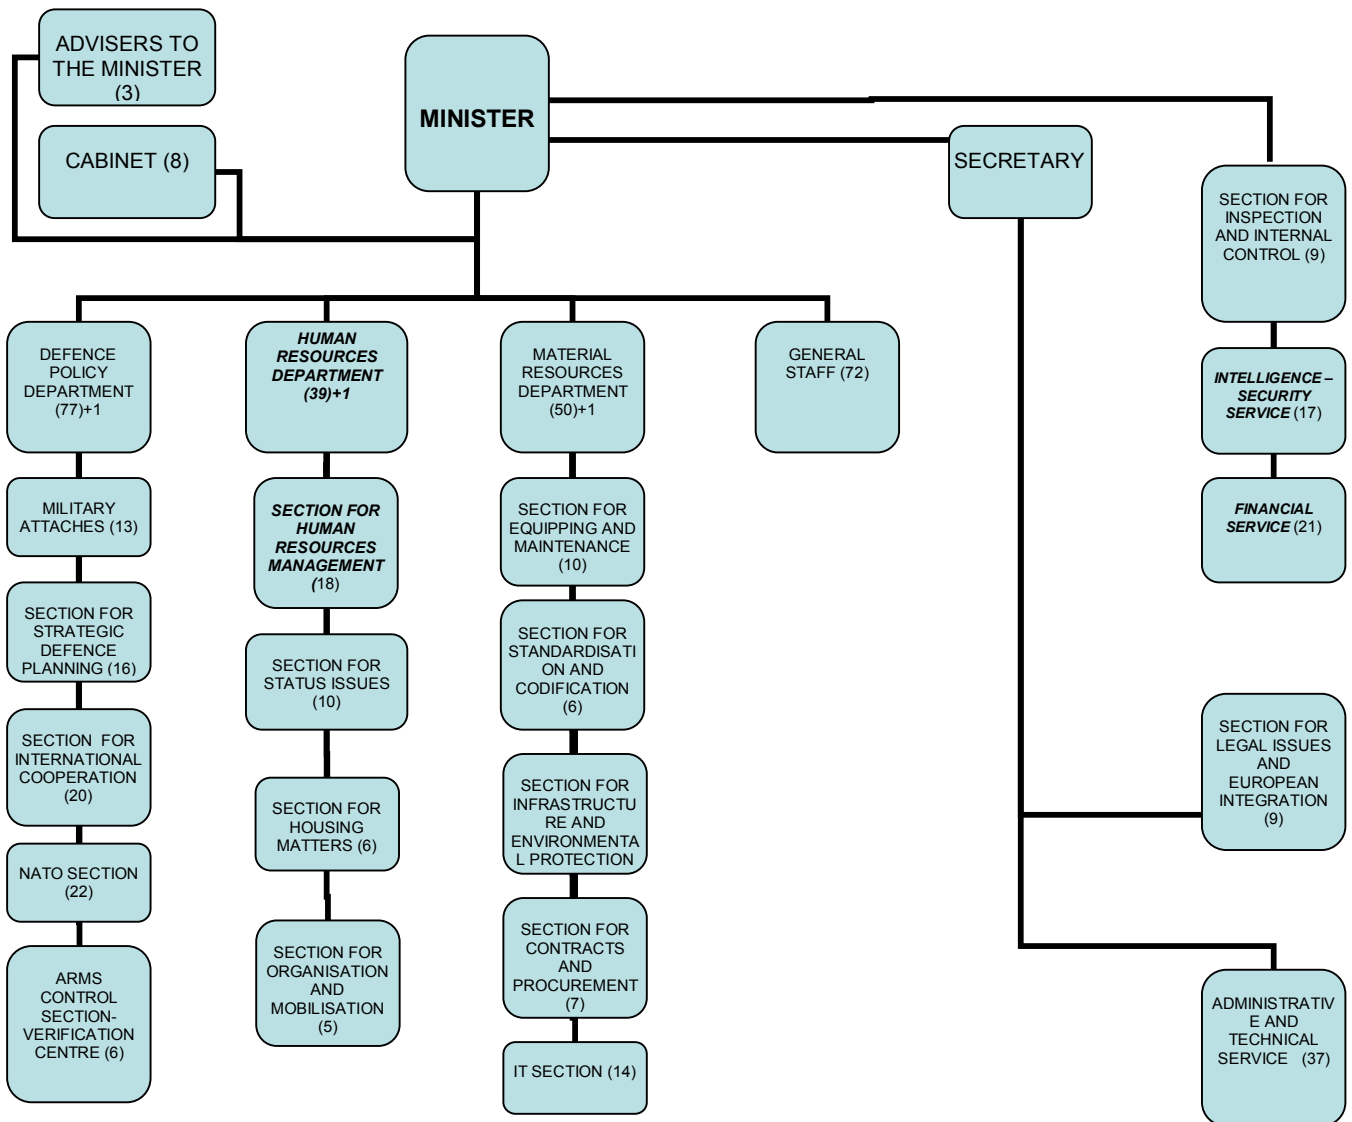 ADVISERS TO
THE MINISTER
(3)
CABINET (8)
MINISTER
SECRETARY
SECTION FOR
INSPECTION
AND INTERNAL
CONTROL (9)
INTELLIGENCE –
SECURITY
SERVICE (17)
FINANCIAL
SERVICE (21)
DEFENCE
POLICY
DEPARTMENT
(77)+1
MILITARY
ATTACHES (13)
SECTION FOR
STRATEGIC
DEFENCE
PLANNING (16)
SECTION FOR
INTERNATIONAL
COOPERATION
(20)
NATO SECTION
(22)
ARMS
CONTROL
SECTION-
VERIFICATION
CENTRE (6)
HUMAN
RESOURCES
DEPARTMENT
(39)+1
SECTION FOR
HUMAN
RESOURCES
MANAGEMENT
(18)
SECTION FOR
STATUS ISSUES
(10)
SECTION FOR
HOUSING
MATTERS (6)
SECTION FOR
ORGANISATION
AND
MOBILISATION
(5)
MATERIAL
RESOURCES
DEPARTMENT
(50)+1
SECTION FOR
EQUIPPING AND
MAINTENANCE
(10)
SECTION FOR
STANDARDISATI
ON AND
CODIFICATION
(6)
SECTION FOR
INFRASTRUCTU
RE AND
ENVIRONMENTA
L PROTECTION
SECTION FOR
CONTRACTS
AND
PROCUREMENT
(7)
IT SECTION (14)
GENERAL
STAFF (72)
SECTION FOR
LEGAL ISSUES
AND
EUROPEAN
INTEGRATION
(9)
ADMINISTRATIV
E AND
TECHNICAL
SERVICE (37)